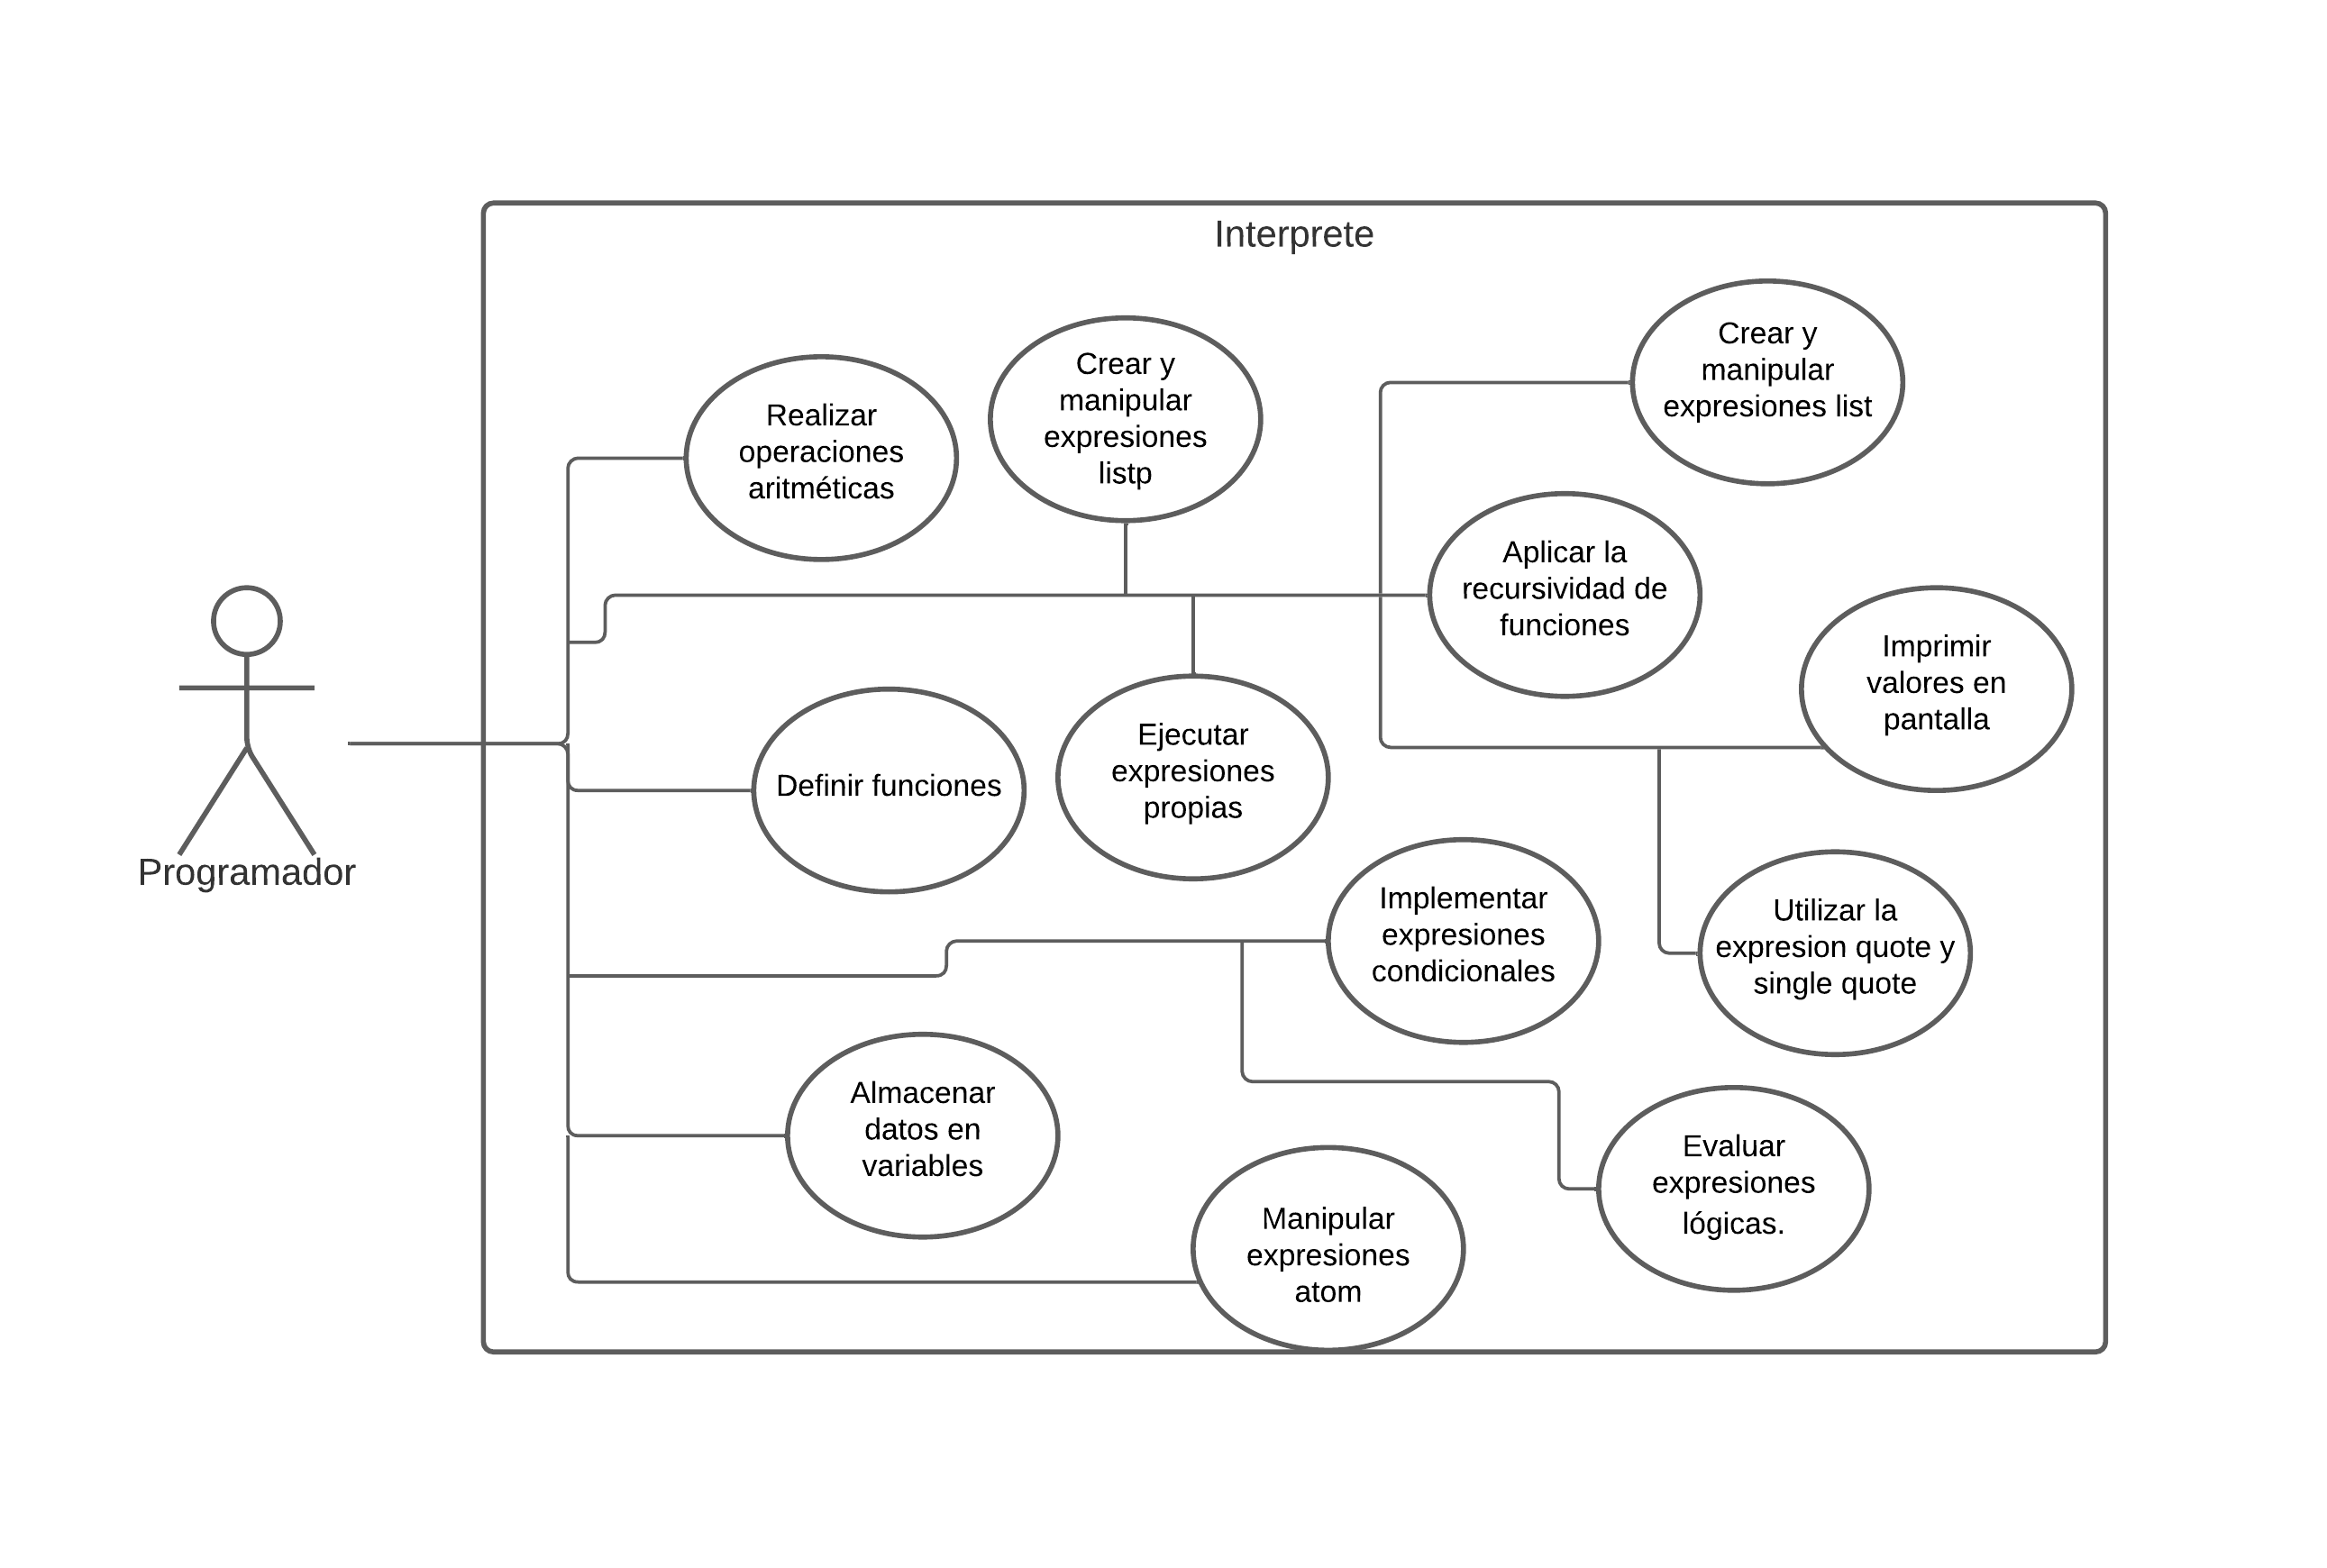 Interprete
Crear y
manipular
expresiones list
Crear y
manipular
expresiones
listp
Realizar
operaciones
aritméticas
Aplicar la
recursividad de
funciones
Imprimir
valores en
pantalla
Ejecutar
expresiones
propias
Definir funciones
Programador
Implementar
expresiones
condicionales
Utilizar la
expresion quote y
single quote
Almacenar
datos en
variables
Evaluar
expresiones
lógicas.
Manipular
expresiones
atom